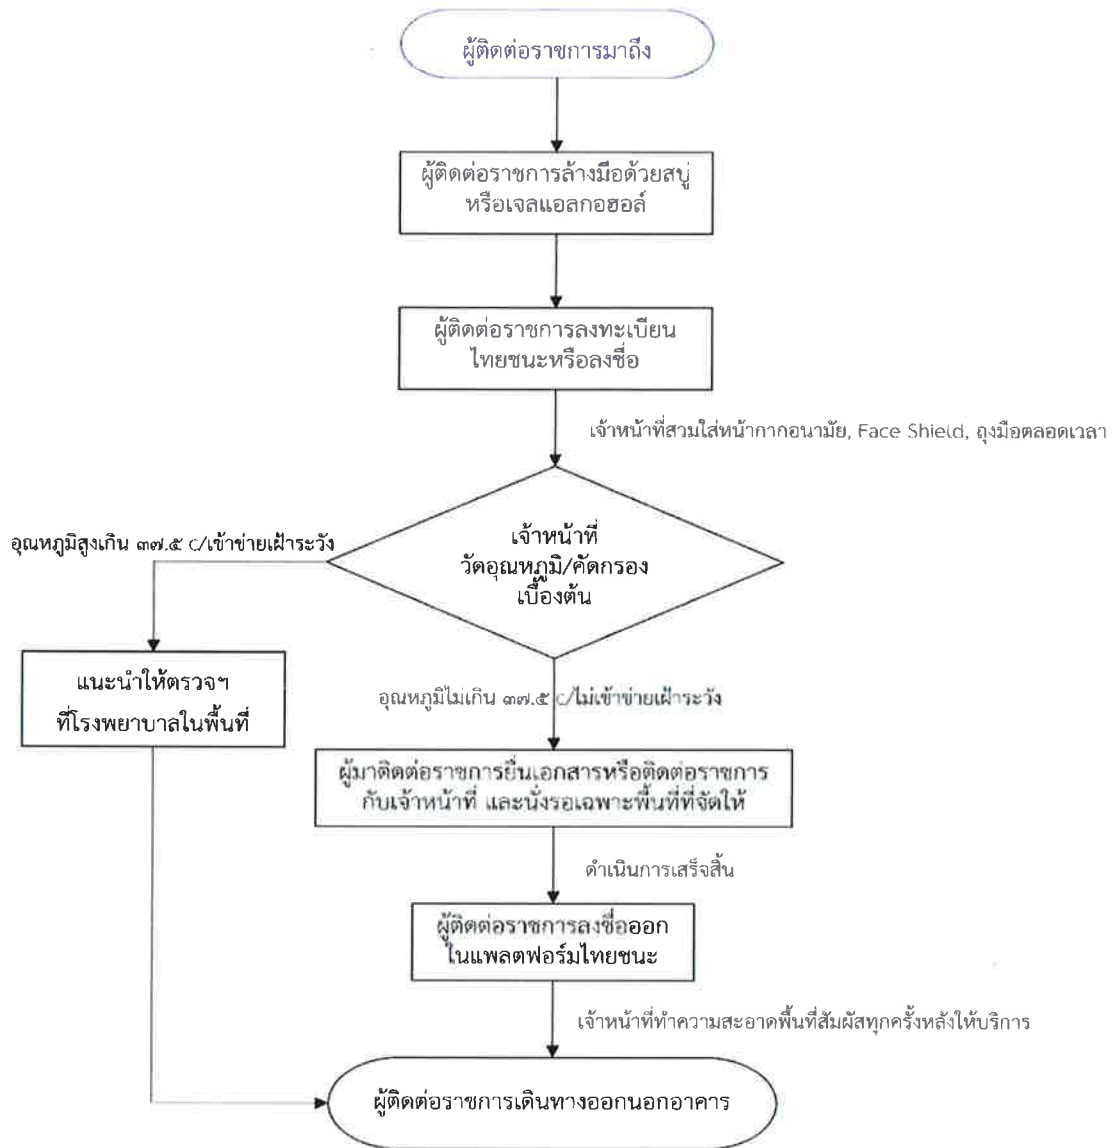 ผู้ติดต่อราชการมาถึง
ผู้ติดต่อราชการล้างมือด้วยสบู่
หรือเจลแอลกอฮอล์
ผู้ติดต่อราชการลงทะเบียน
ไทยชนะหรือลงชื่อ
เจ้าหน้าที่สวมใส่หน้ากากอนามัย, Face Shield, ถุงมือตลอดเวลา
เจ้าหน้าที่
วัดอุณหภูมิ/คัดกรอง
เบื้องต้น
อุณหภูมิสูงเกิน ๓๗.๕ C/เข้าข่ายเฝ้าระวัง
แนะนำให้ตรวจฯ
ที่โรงพยาบาลในพื้นที่
อุณหภูมิไม่เกิน ๓๗.๕ C/ไม่เข้าข่ายเฝ้าระวัง
ผู้มาติดต่อราชการยื่นเอกสารหรือติดต่อราชการ
กับเจ้าหน้าที่ และนั่งรอเฉพาะพื้นที่ที่จัดให้
ดำเนินการเสร็จสิ้น
ผู้ติดต่อราชการลงชื่อออก
ในแพลตฟอร์มไทยชนะ
เจ้าหน้าที่ทำความสะอาดพื้นที่สัมผัสทุกครั้งหลังให้บริการ
ผู้ติดต่อราชการเดินทางออกนอกอาคาร